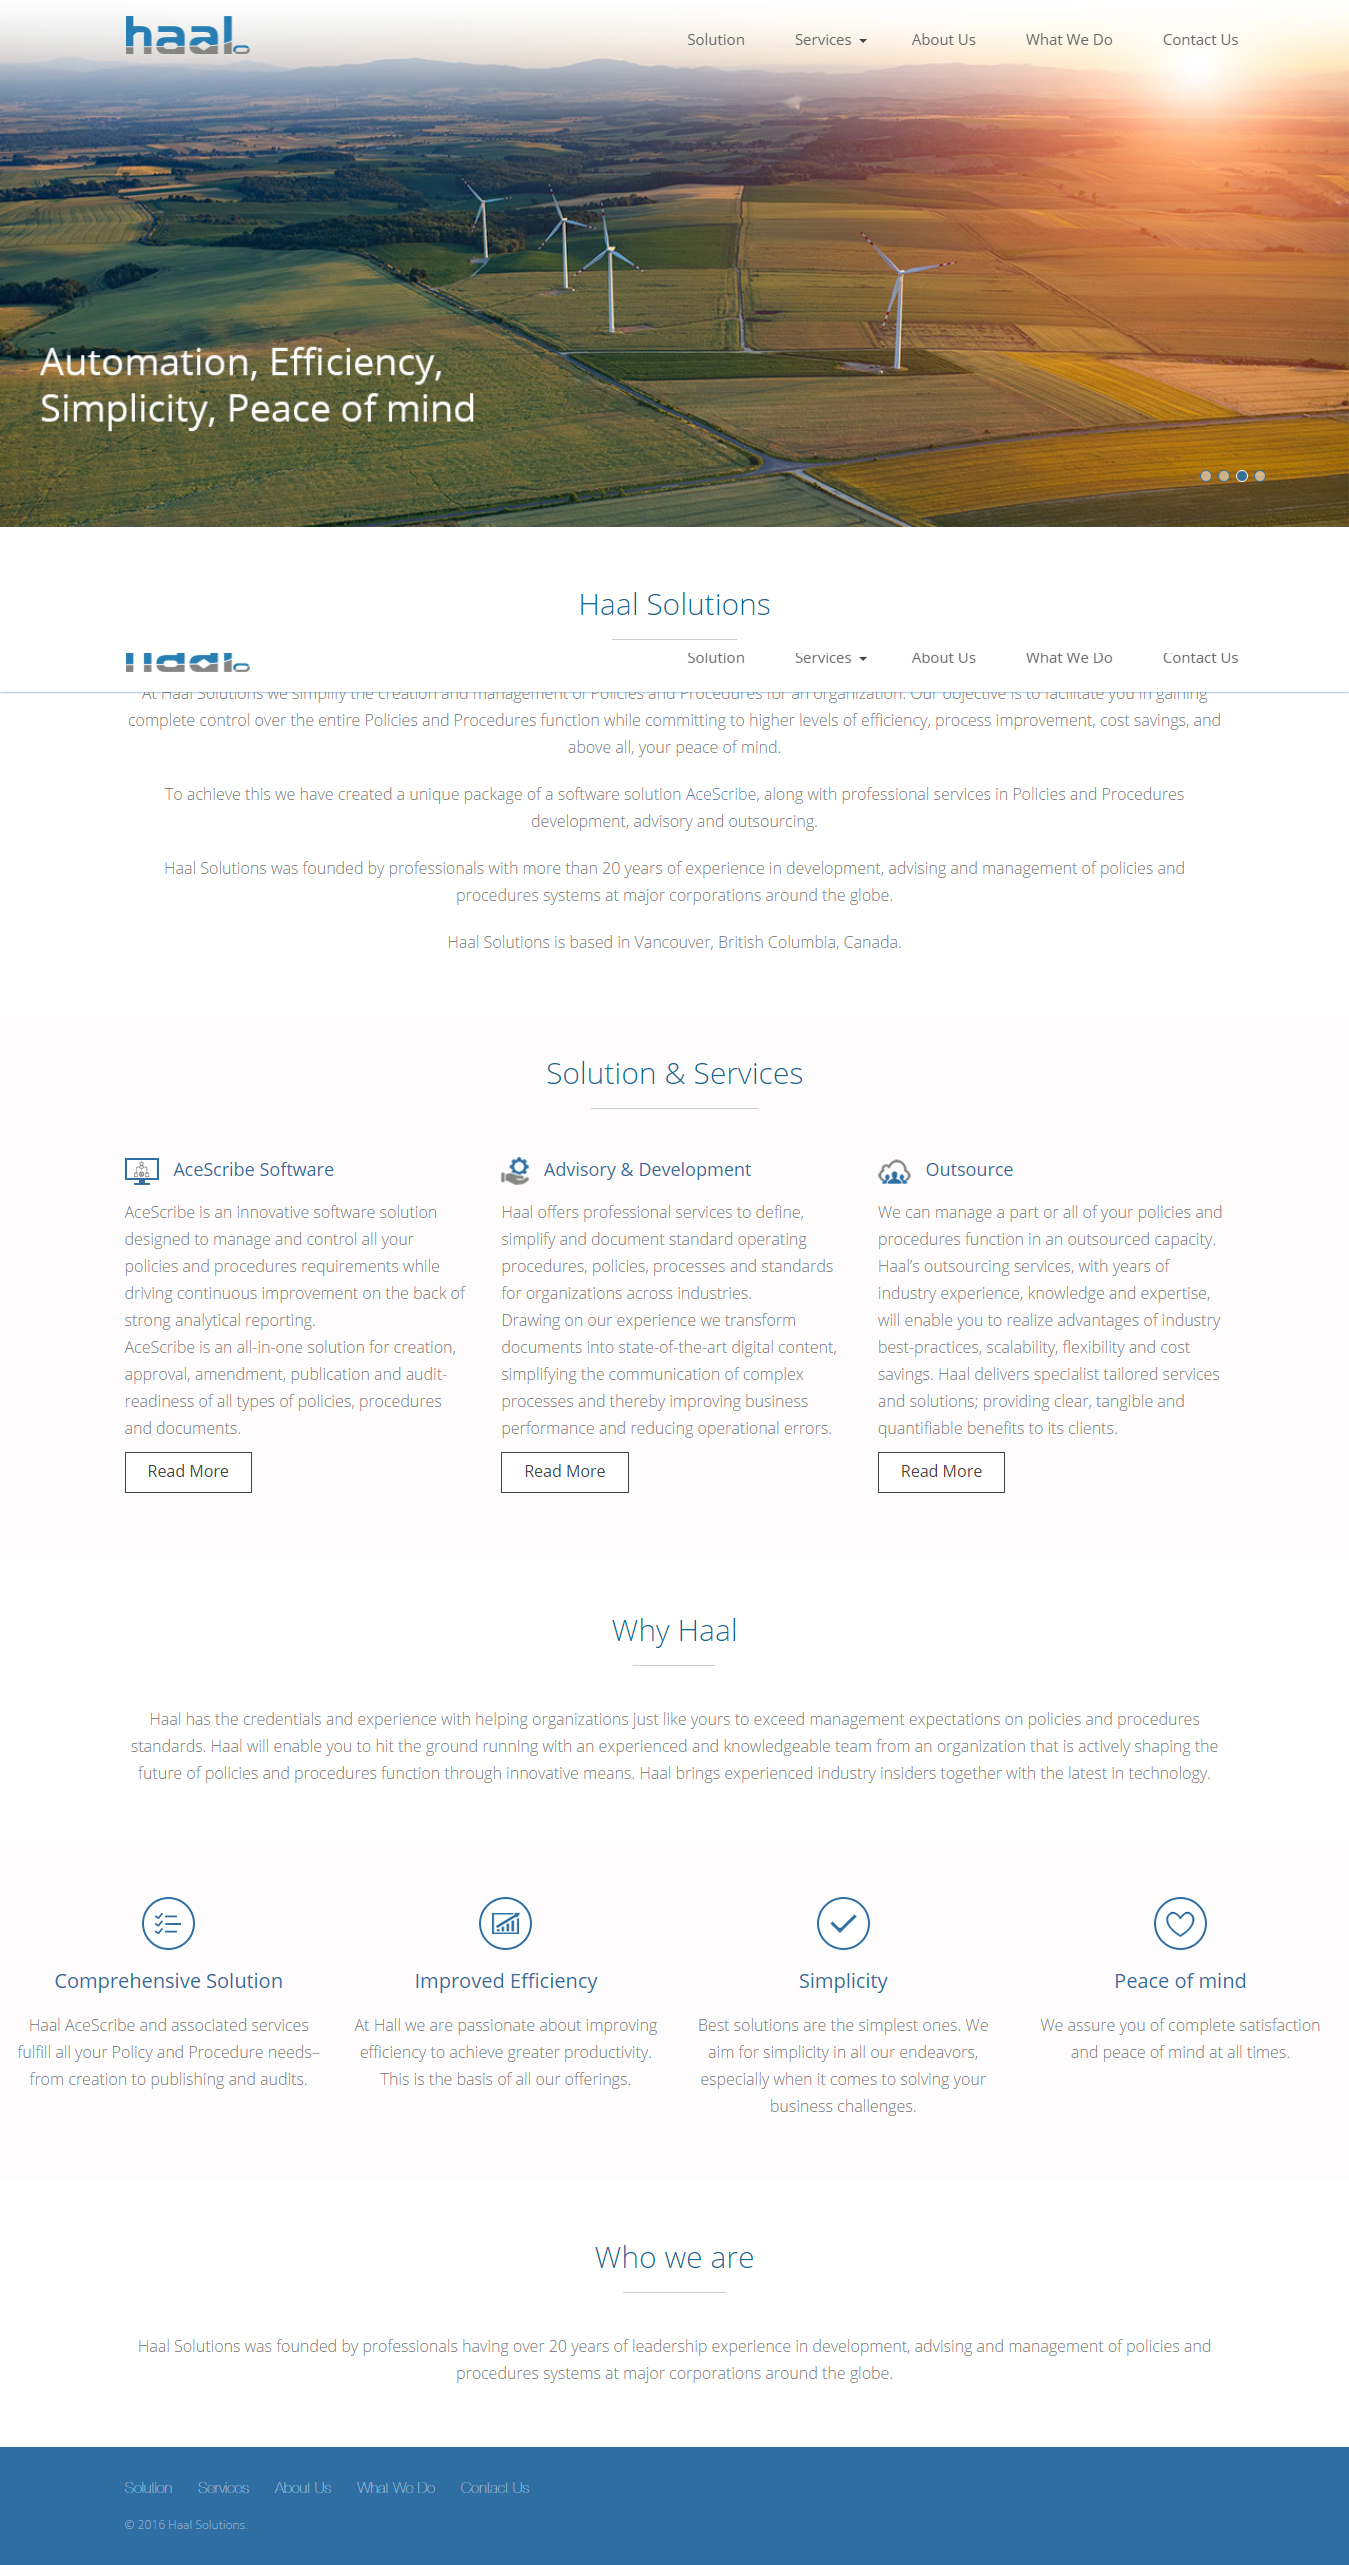 haal
Solution Services About Us What We Do Contact Us
Automation, Efficiency,
Simplicity, Peace of mind
Haal Solutions
haal
Solution Services About Us What We Do Contact Us
At Haal Solutions we simplify the creation and management of Policies and Procedures for an organization. Our objective is to facilitate you in gaining
complete control over the entire Policies and Procedures function while committing to higher levels of efficiency, process improvement, cost savings, and
above all, your peace of mind.
To achieve this we have created a unique package of a software solution AceScribe, along with professional services in Policies and Procedures
development, advisory and outsourcing.
Haal Solutions was founded by professionals with more than 20 years of experience in development, advising and management of policies and
procedures systems at major corporations around the globe.
Haal Solutions is based in Vancouver, British Columbia, Canada.
Solution & Services
AceScribe Software
AceScribe is an innovative software solution
designed to manage and control all your
policies and procedures requirements while
driving continuous improvement on the back of
strong analytical reporting.
AceScribe is an all-in-one solution for creation,
approval, amendment, publication and audit-
readiness of all types of policies, procedures
and documents.
Read More
Advisory & Development
Haal offers professional services to define,
simplify and document standard operating
procedures, policies, processes and standards
for organizations across industries.
Drawing on our experience we transform
documents into state-of-the-art digital content,
simplifying the communication of complex
processes and thereby improving business
performance and reducing operational errors.
Read More
Outsource
We can manage a part or all of your policies and
procedures function in an outsourced capacity.
Haal’s outsourcing services, with years of
industry experience, knowledge and expertise,
will enable you to realize advantages of industry
best-practices, scalability, flexibility and cost
savings. Haal delivers specialist tailored services
and solutions; providing clear, tangible and
quantifiable benefits to its clients.
Read More
Why Haal
Haal has the credentials and experience with helping organizations just like yours to exceed management expectations on policies and procedures
standards. Haal will enable you to hit the ground running with an experienced and knowledgeable team from an organization that is actively shaping the
future of policies and procedures function through innovative means. Haal brings experienced industry insiders together with the latest in technology.
Comprehensive Solution
Haal AceScribe and associated services
fulfill all your Policy and Procedure needs–
from creation to publishing and audits.
Improved Efficiency
At Hall we are passionate about improving
efficiency to achieve greater productivity.
This is the basis of all our offerings.
Simplicity
Best solutions are the simplest ones. We
aim for simplicity in all our endeavors,
especially when it comes to solving your
business challenges.
Peace of mind
We assure you of complete satisfaction
and peace of mind at all times.
Who we are
Haal Solutions was founded by professionals having over 20 years of leadership experience in development, advising and management of policies and
procedures systems at major corporations around the globe.
Solution Services About Us What We Do Contact Us
© 2016 Haal Solutions.